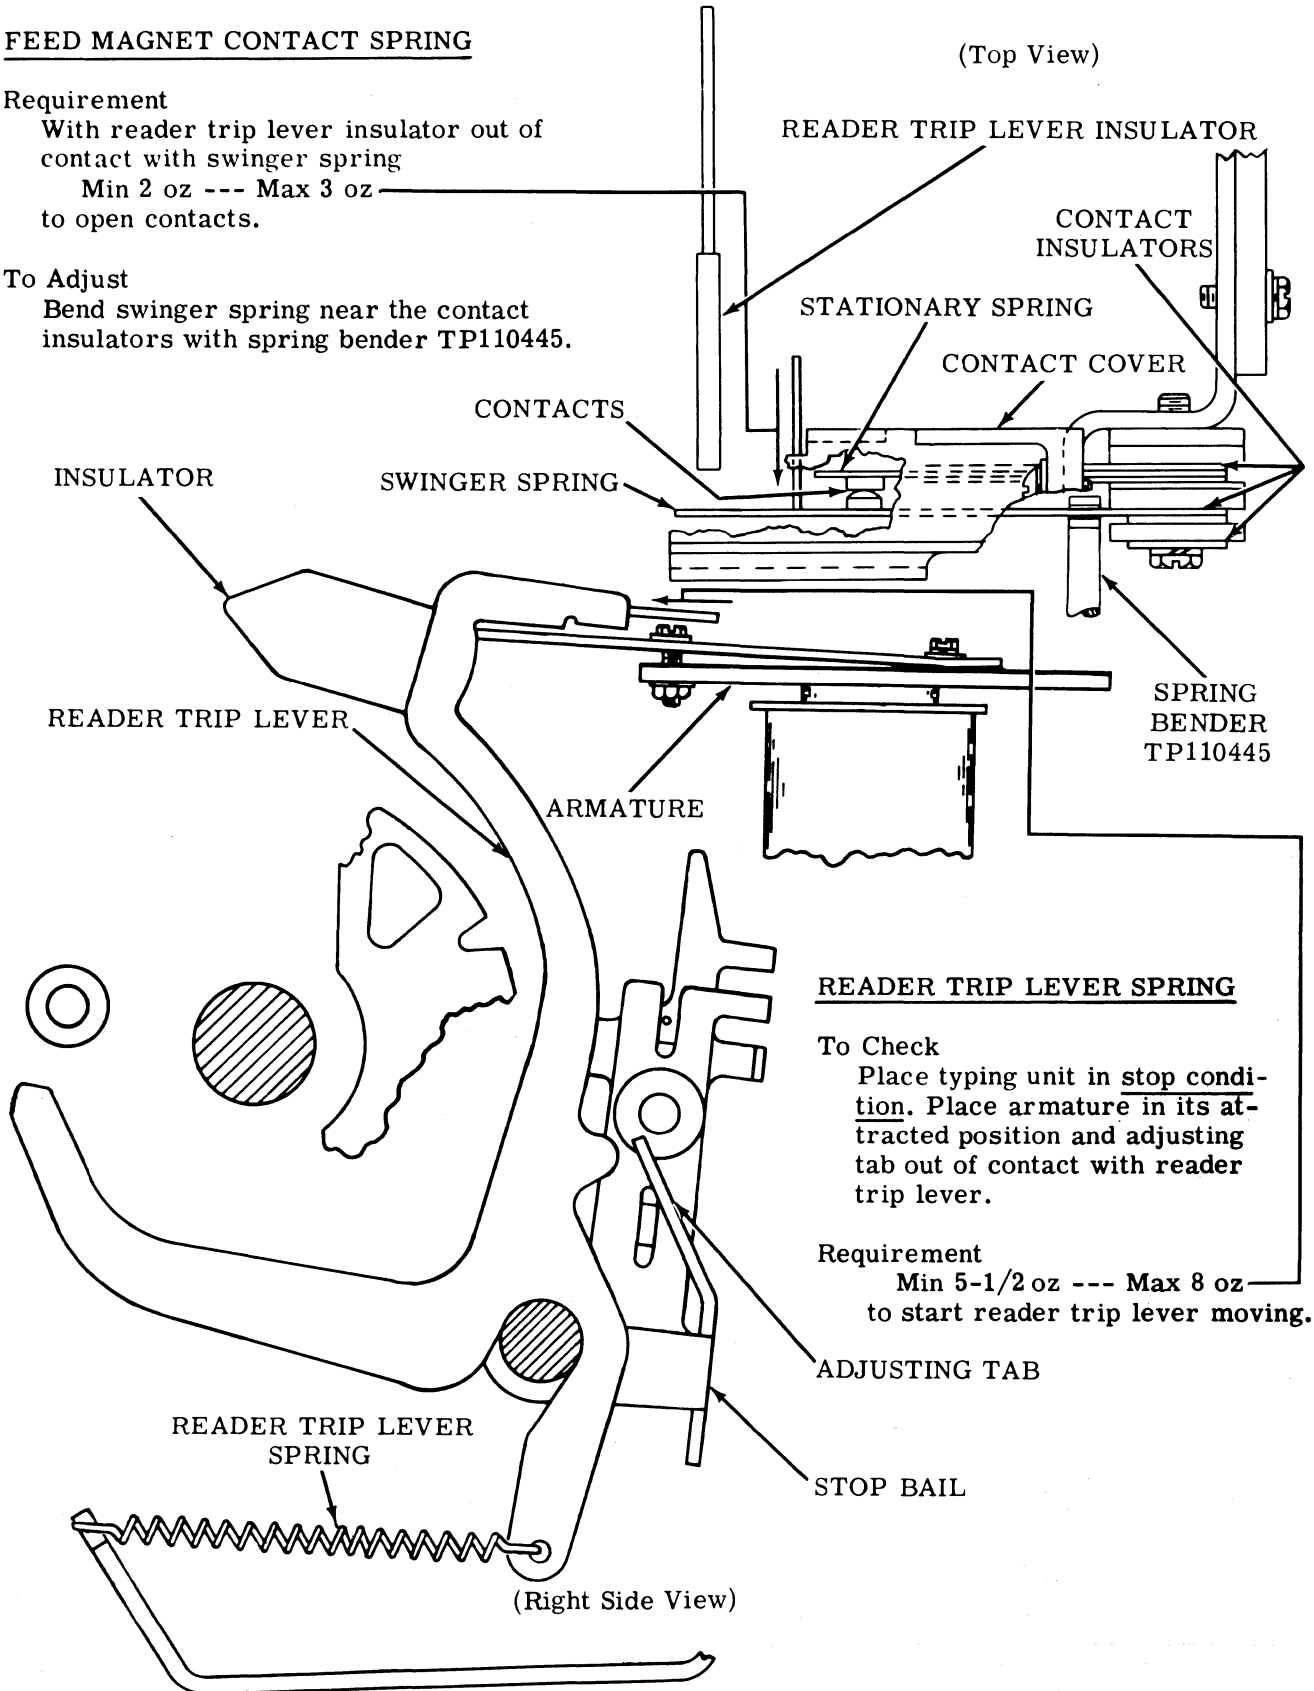 FEED MAGNET CONTACT SPRING
Requirement
With reader trip lever insulator out of
contact with swinger spring
Min 2 oz --- Max 3 oz
to open contacts.
To Adjust
Bend swinger spring near the contact
insulators with spring bender TP110445.
(Top View)
READER TRIP LEVER INSULATOR
CONTACT
INSULATORS
STATIONARY SPRING
CONTACT COVER
CONTACTS
SWINGER SPRING
INSULATOR
READER TRIP LEVER
ARMATURE
SPRING
BENDER
TP110445
READER TRIP LEVER SPRING
To Check
Place typing unit in stop condi-
tion. Place armature in its at-
tracted position and adjusting
tab out of contact with reader
trip lever.
Requirement
Min 5-1/2 oz --- Max 8 oz
to start reader trip lever moving.
ADJUSTING TAB
STOP BAIL
READER TRIP LEVER
SPRING
(Right Side View)